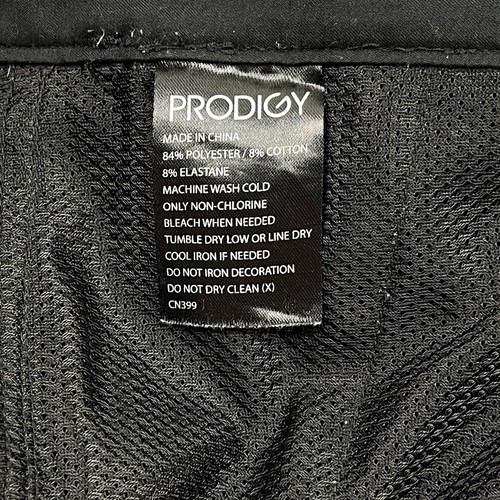 PRODIGY
MADE IN CHINA
84% POLYESTER / 8% COTTON
8% ELASTANE
MACHINE WASH COLD
ONLY NON-CHLORINE
BLEACH WHEN NEEDED
TUMBLE DRY LOW OR LINE DRY
COOL IRON IF NEEDED
DO NOT IRON DECORATION
DO NOT DRY CLEAN (X)
CN399